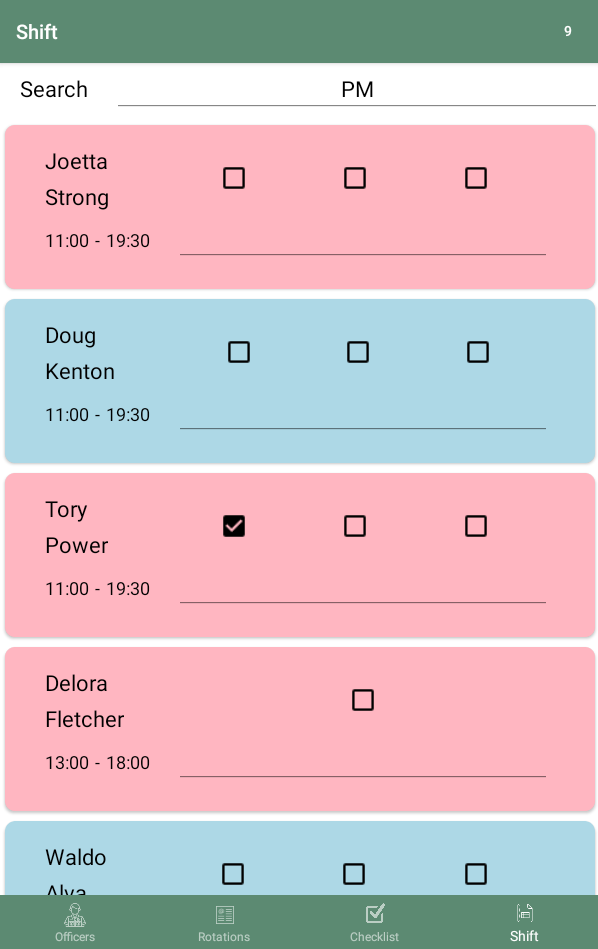 Shift 9
Search PM
Joetta
Strong
11:00 - 19:30
Doug
Kenton
11:00 - 19:30
Tory
Power
11:00 - 19:30
Delora
Fletcher
13:00 - 18:00
Waldo
Alva
Officers Rotations Checklist Shift